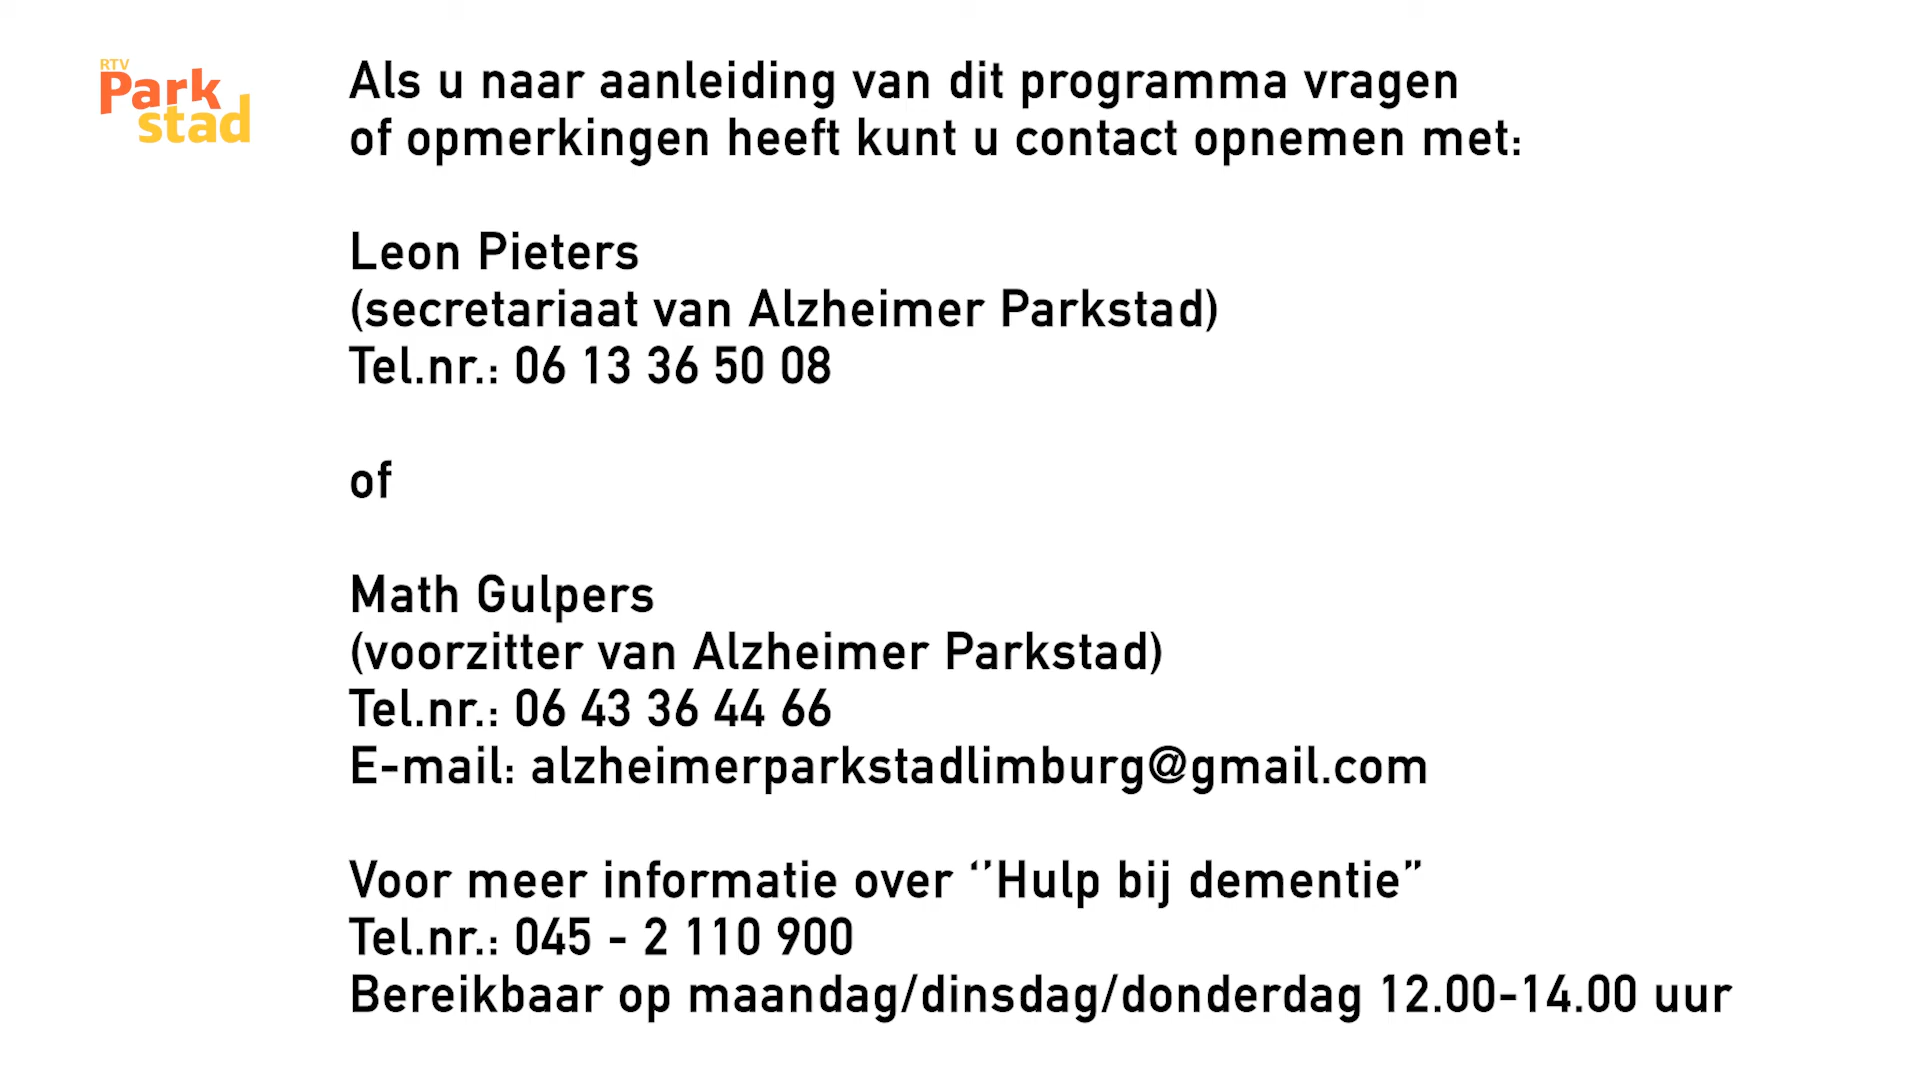 RTV
Park
stad
Als u naar aanleiding van dit programma vragen
of opmerkingen heeft kunt u contact opnemen met:
Leon Pieters
(secretariaat van Alzheimer Parkstad)
Tel.nr.: 06 13 36 50 08
of
Math Gulpers
(voorzitter van Alzheimer Parkstad)
Tel.nr.: 06 43 36 44 66
E-mail: alzheimerparkstadlimburg@gmail.com
Voor meer informatie over ‘’Hulp bij dementie”
Tel.nr.: 045 - 2 110 900
Bereikbaar op maandag/dinsdag/donderdag 12.00-14.00 uur